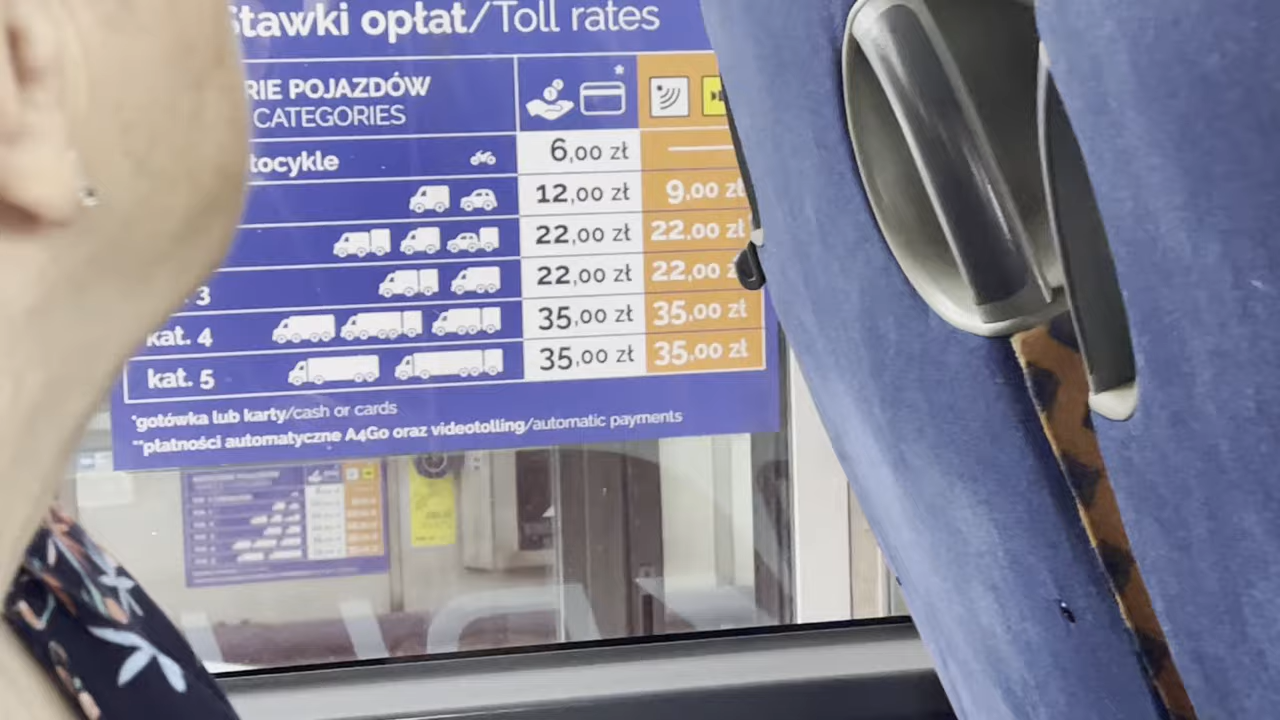 Stawki opłat/Toll rates
RIE POJAZDÓW
CATEGORIES
tocykle 6,00 zł
12,00 zł 9,00 zł
22,00 zł 22,00 zł
3 22,00 zł 22,00 z
kat. 4 35,00 zł 35,00 zł
kat. 5 35,00 zł 35,00 zł
*gotówka lub karty/cash or cards
**płatności automatyczne A4Go oraz videotolling/automatic payments